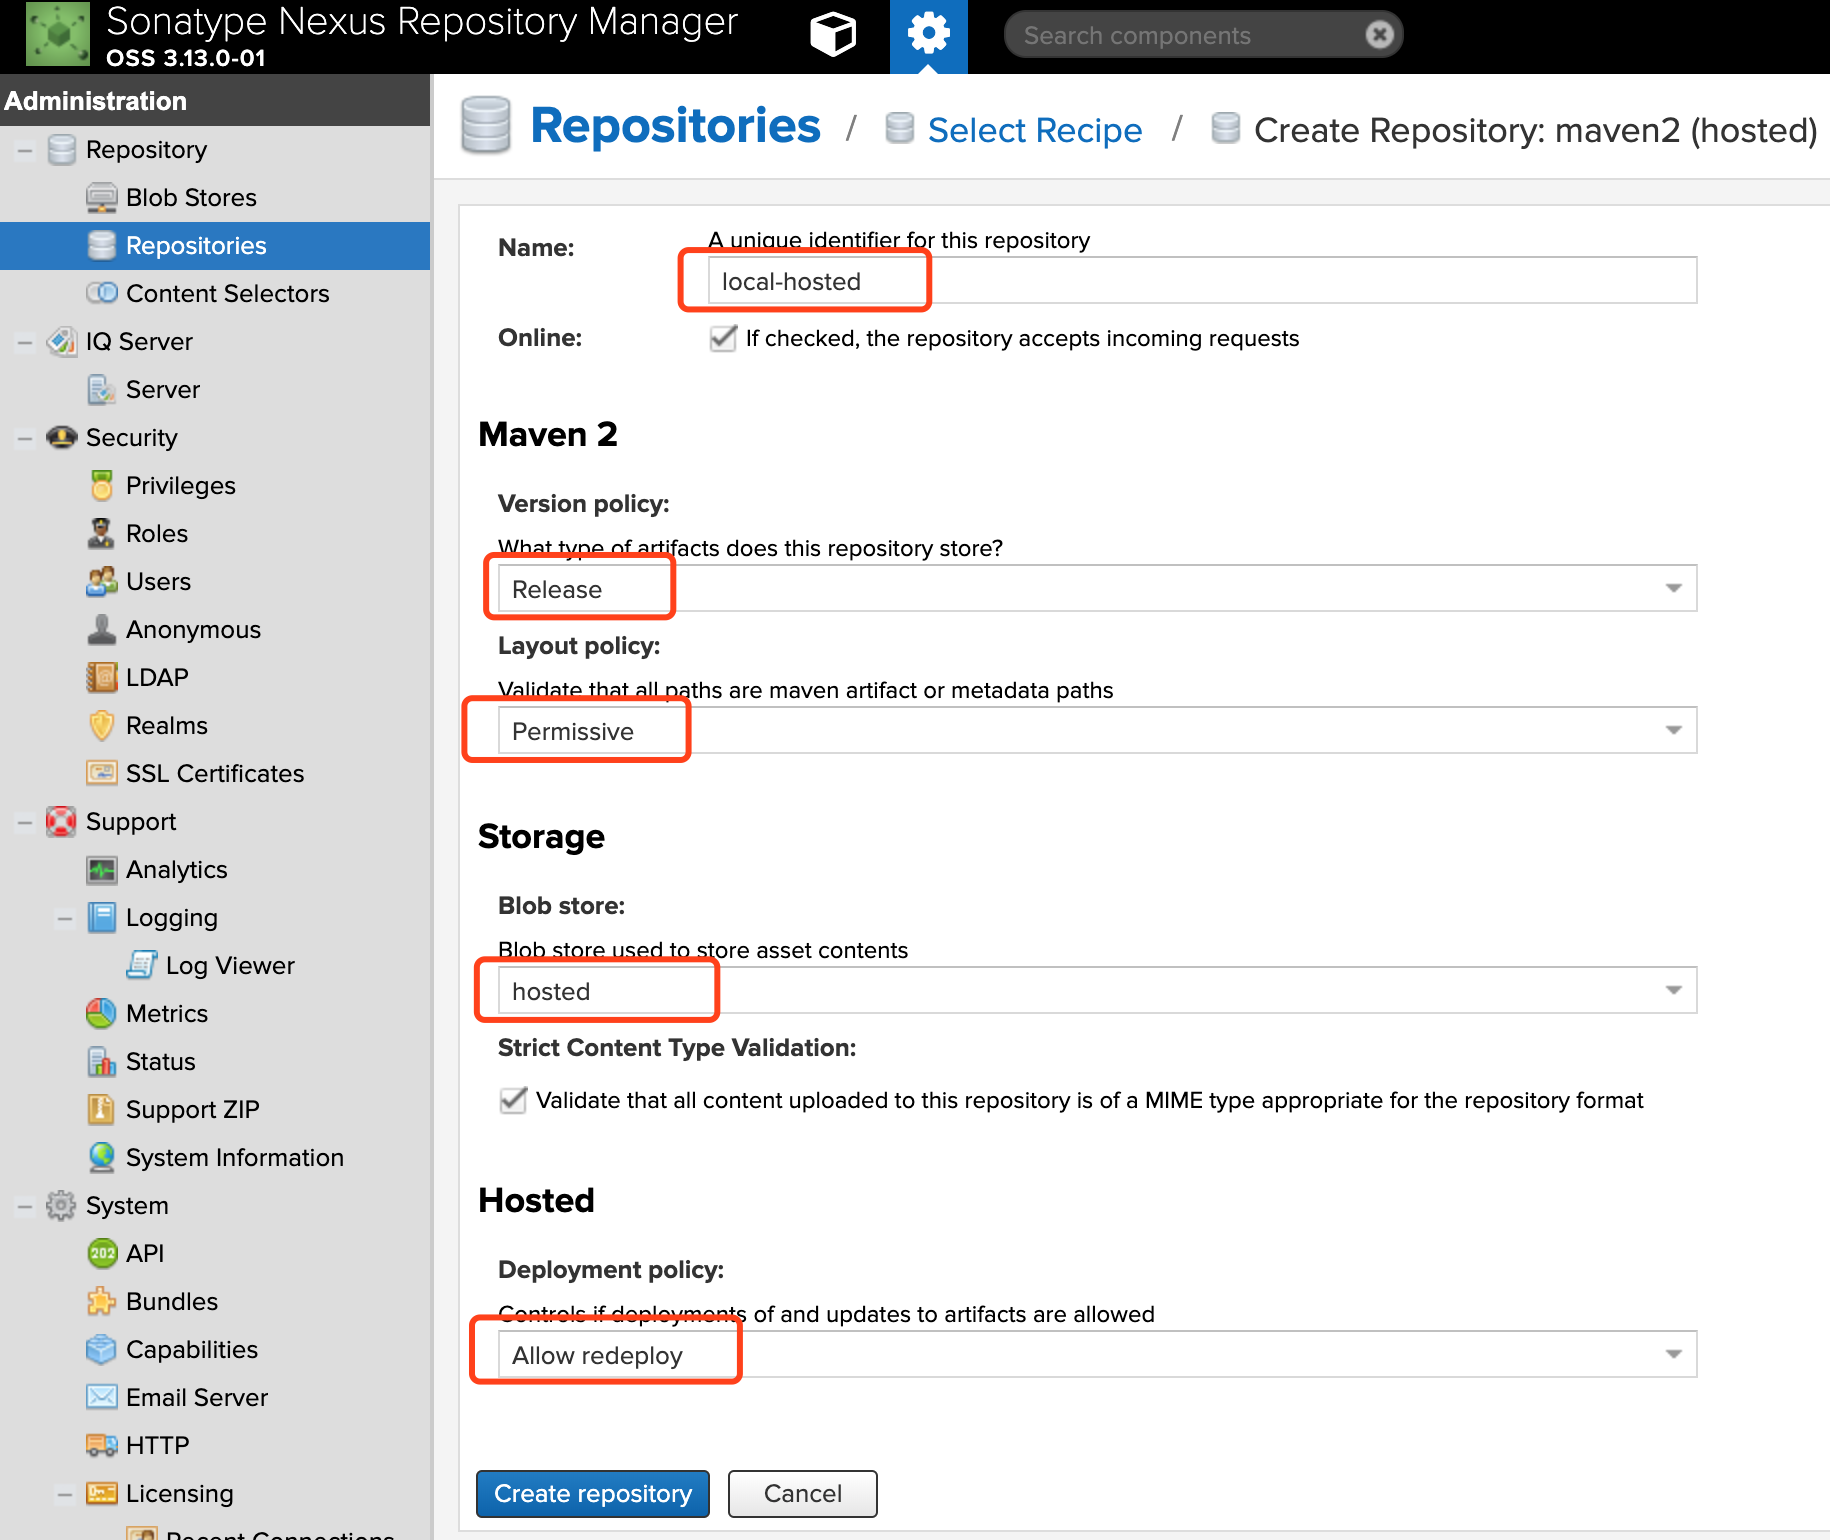 Sonatype Nexus Repository Manager
OSS 3.13.0-01
Search components
Administration
Repository
Blob Stores
Repositories
Content Selectors
IQ Server
Server
Security
Privileges
Roles
Users
Anonymous
LDAP
Realms
SSL Certificates
Support
Analytics
Logging
Log Viewer
Metrics
Status
Support ZIP
System Information
System
202 API
Bundles
Capabilities
Email Server
HTTP
Licensing
Recent Connections
Repositories / Select Recipe / Create Repository: maven2 (hosted)
Name:
A unique identifier for this repository
local-hosted
Online:
If checked, the repository accepts incoming requests
Maven 2
Version policy:
What type of artifacts does this repository store?
Release
Layout policy:
Validate that all paths are maven artifact or metadata paths
Permissive
Storage
Blob store:
Blob store used to store asset contents
hosted
Strict Content Type Validation:
Validate that all content uploaded to this repository is of a MIME type appropriate for the repository format
Hosted
Deployment policy:
Controls if deployments of and updates to artifacts are allowed
Allow redeploy
Create repository
Cancel